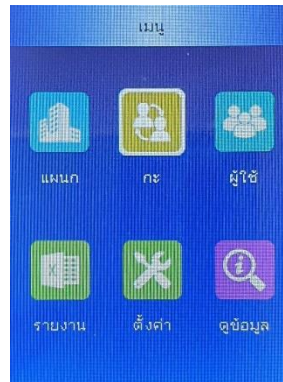 เมนู
แผนก กะ ผู้ใช้
รายงาน ตั้งค่า ดูข้อมูล